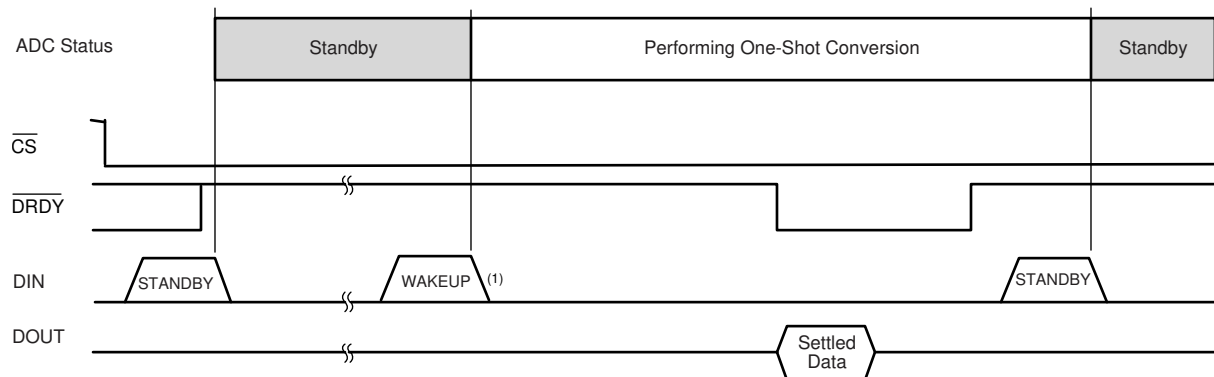 ADC Status
Standby
Performing One-Shot Conversion
Standby
CS
DRDY
DIN
STANDBY
WAKEUP (1)
STANDBY
DOUT
Settled
Data